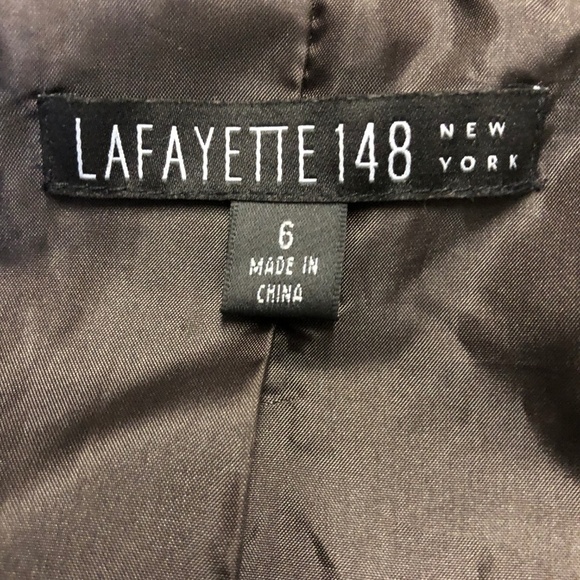 LAFAYETTE 148 NEW YORK
6
MADE IN
CHINA